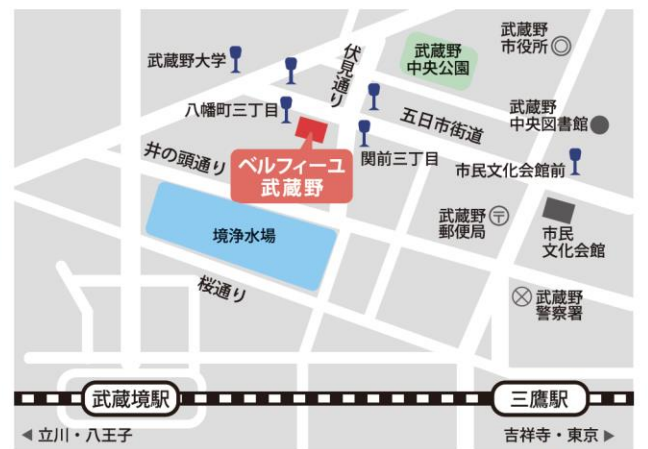 武蔵野大学
伏見通り
武蔵野
中央公園
武蔵野
市役所
八幡町三丁目
五日市街道
武蔵野
中央図書館
井の頭通り
ベルフィーユ
武蔵野
関前三丁目
市民文化会館前
境浄水場
武蔵野
郵便局
市民
文化会館
桜通り
武蔵野
警察署
武蔵境駅
三鷹駅
◀立川・八王子
吉祥寺・東京▶